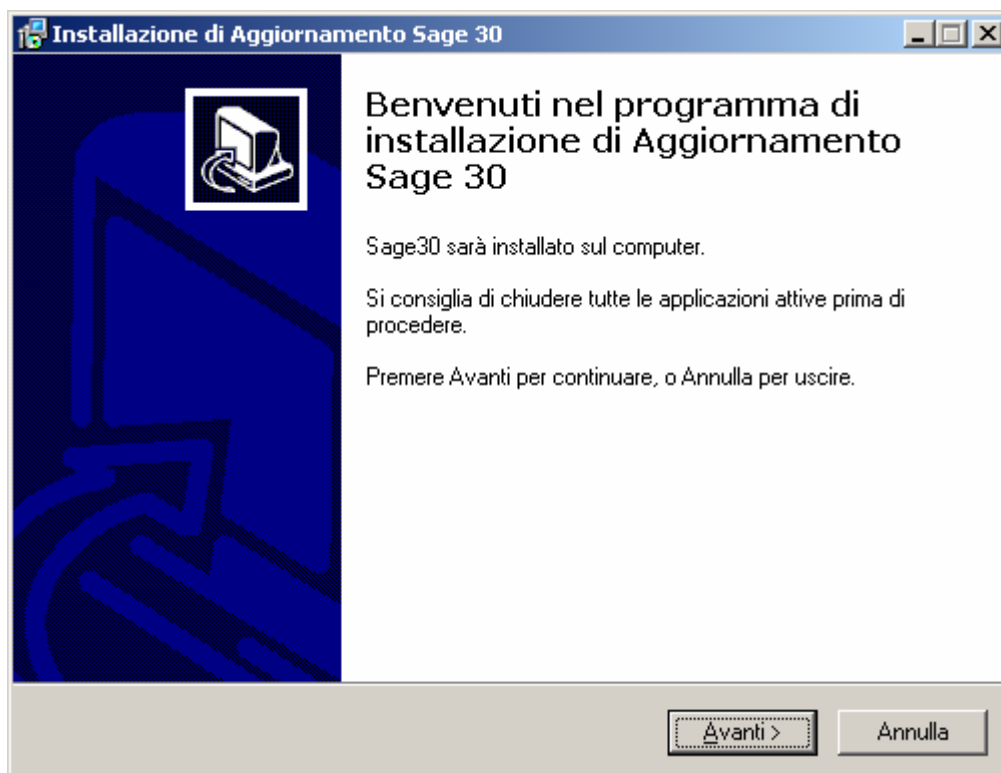 Installazione di Aggiornamento Sage 30
Benvenuti nel programma di
installazione di Aggiornamento
Sage 30
Sage30 sarà installato sul computer.
Si consiglia di chiudere tutte le applicazioni attive prima di
procedere.
Premere Avanti per continuare, o Annulla per uscire.
Avanti >
Annulla